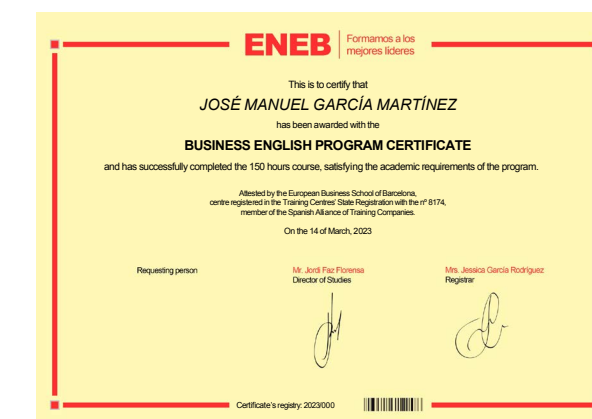 ENEB
Formamos a los
mejores líderes
This is to certify that
JOSÉ MANUEL GARCÍA MARTÍNEZ
has been awarded with the
BUSINESS ENGLISH PROGRAM CERTIFICATE
and has successfully completed the 150 hours course, satisfying the academic requirements of the program.
Attested by the European Business School of Barcelona,
centre registered in the Training Centres' State Registration with the nº 8174,
member of the Spanish Alliance of Training Companies.
On the 14 of March, 2023
Requesting person
Mr. Jordi Faz Florensa
Director of Studies
Mrs. Jessica García Rodríguez
Registrar
Certificate's registry: 2023/000